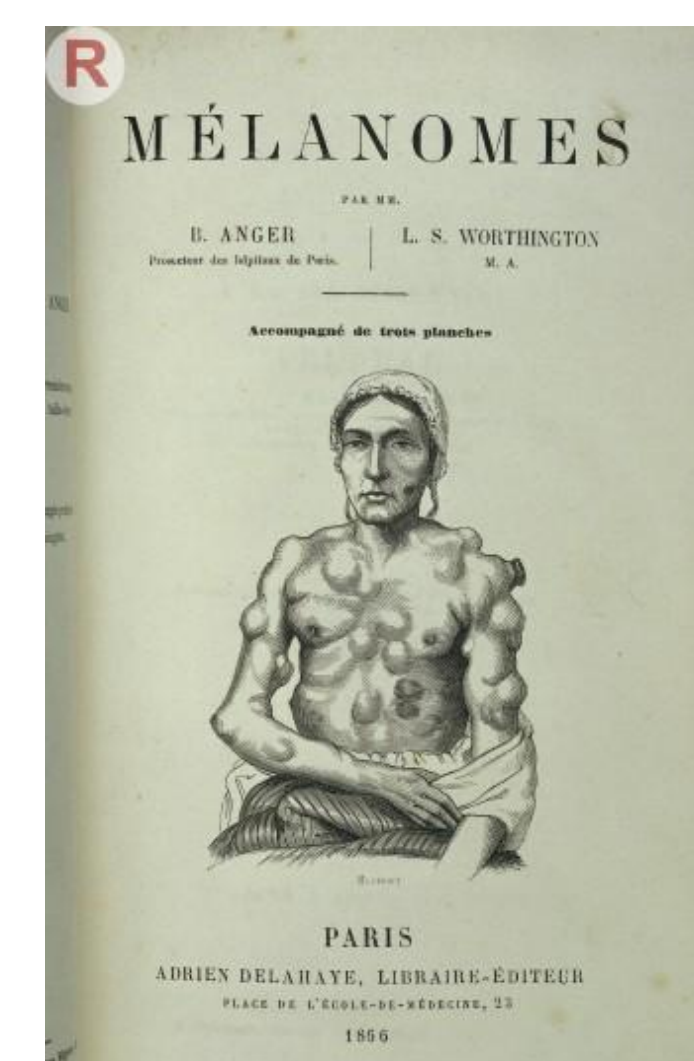 R
MÉLANOMES
PAR MM.
B. ANGER
Prosecteur des hôpitaux de Paris.
L. S. WORTHINGTON
M. A.
Accompagné de trois planches
PARIS
ADRIEN DELAHAYE, LIBRAIRE-ÉDITEUR
PLACE DE L'ÉCOLE-DE-MÉDECINE, 23
1866